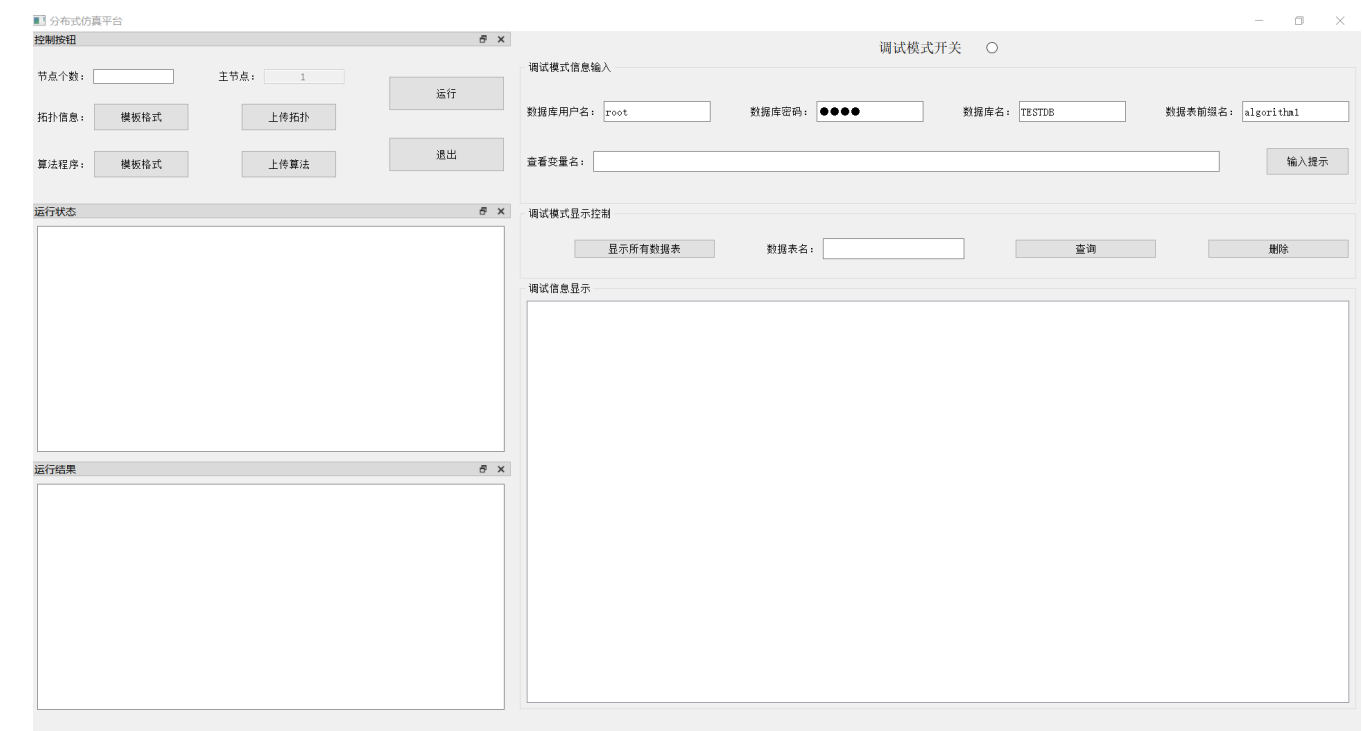 分布式仿真平台
控制按钮
节点个数：
主节点： 1
运行
拓扑信息： 模板格式 上传拓扑
退出
算法程序： 模板格式 上传算法
运行状态
运行结果
调试模式开关
调试模式信息输入
数据库用户名： root 数据库密码： ●●●● 数据库名： TESTDB 数据表前缀名： algorithm1
查看变量名： 输入提示
调试模式显示控制
显示所有数据表 数据表名： 查询 删除
调试信息显示